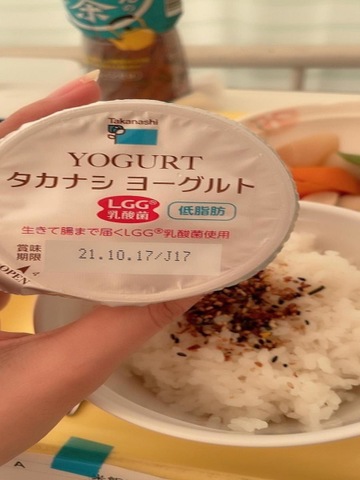 茶
Takanashi
YOGURT
タカナシ ヨーグルト
LGG®
乳酸菌
低脂肪
生きて腸まで届くLGG®乳酸菌使用
賞味
期限
21.10.17/J17
OPEN
A